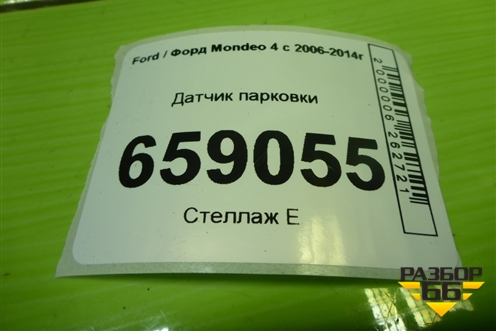 Ford / Форд Mondeo 4 с 2006-2014г
Датчик парковки
659055
Стеллаж Е
2000006262721
РАЗБОР
66